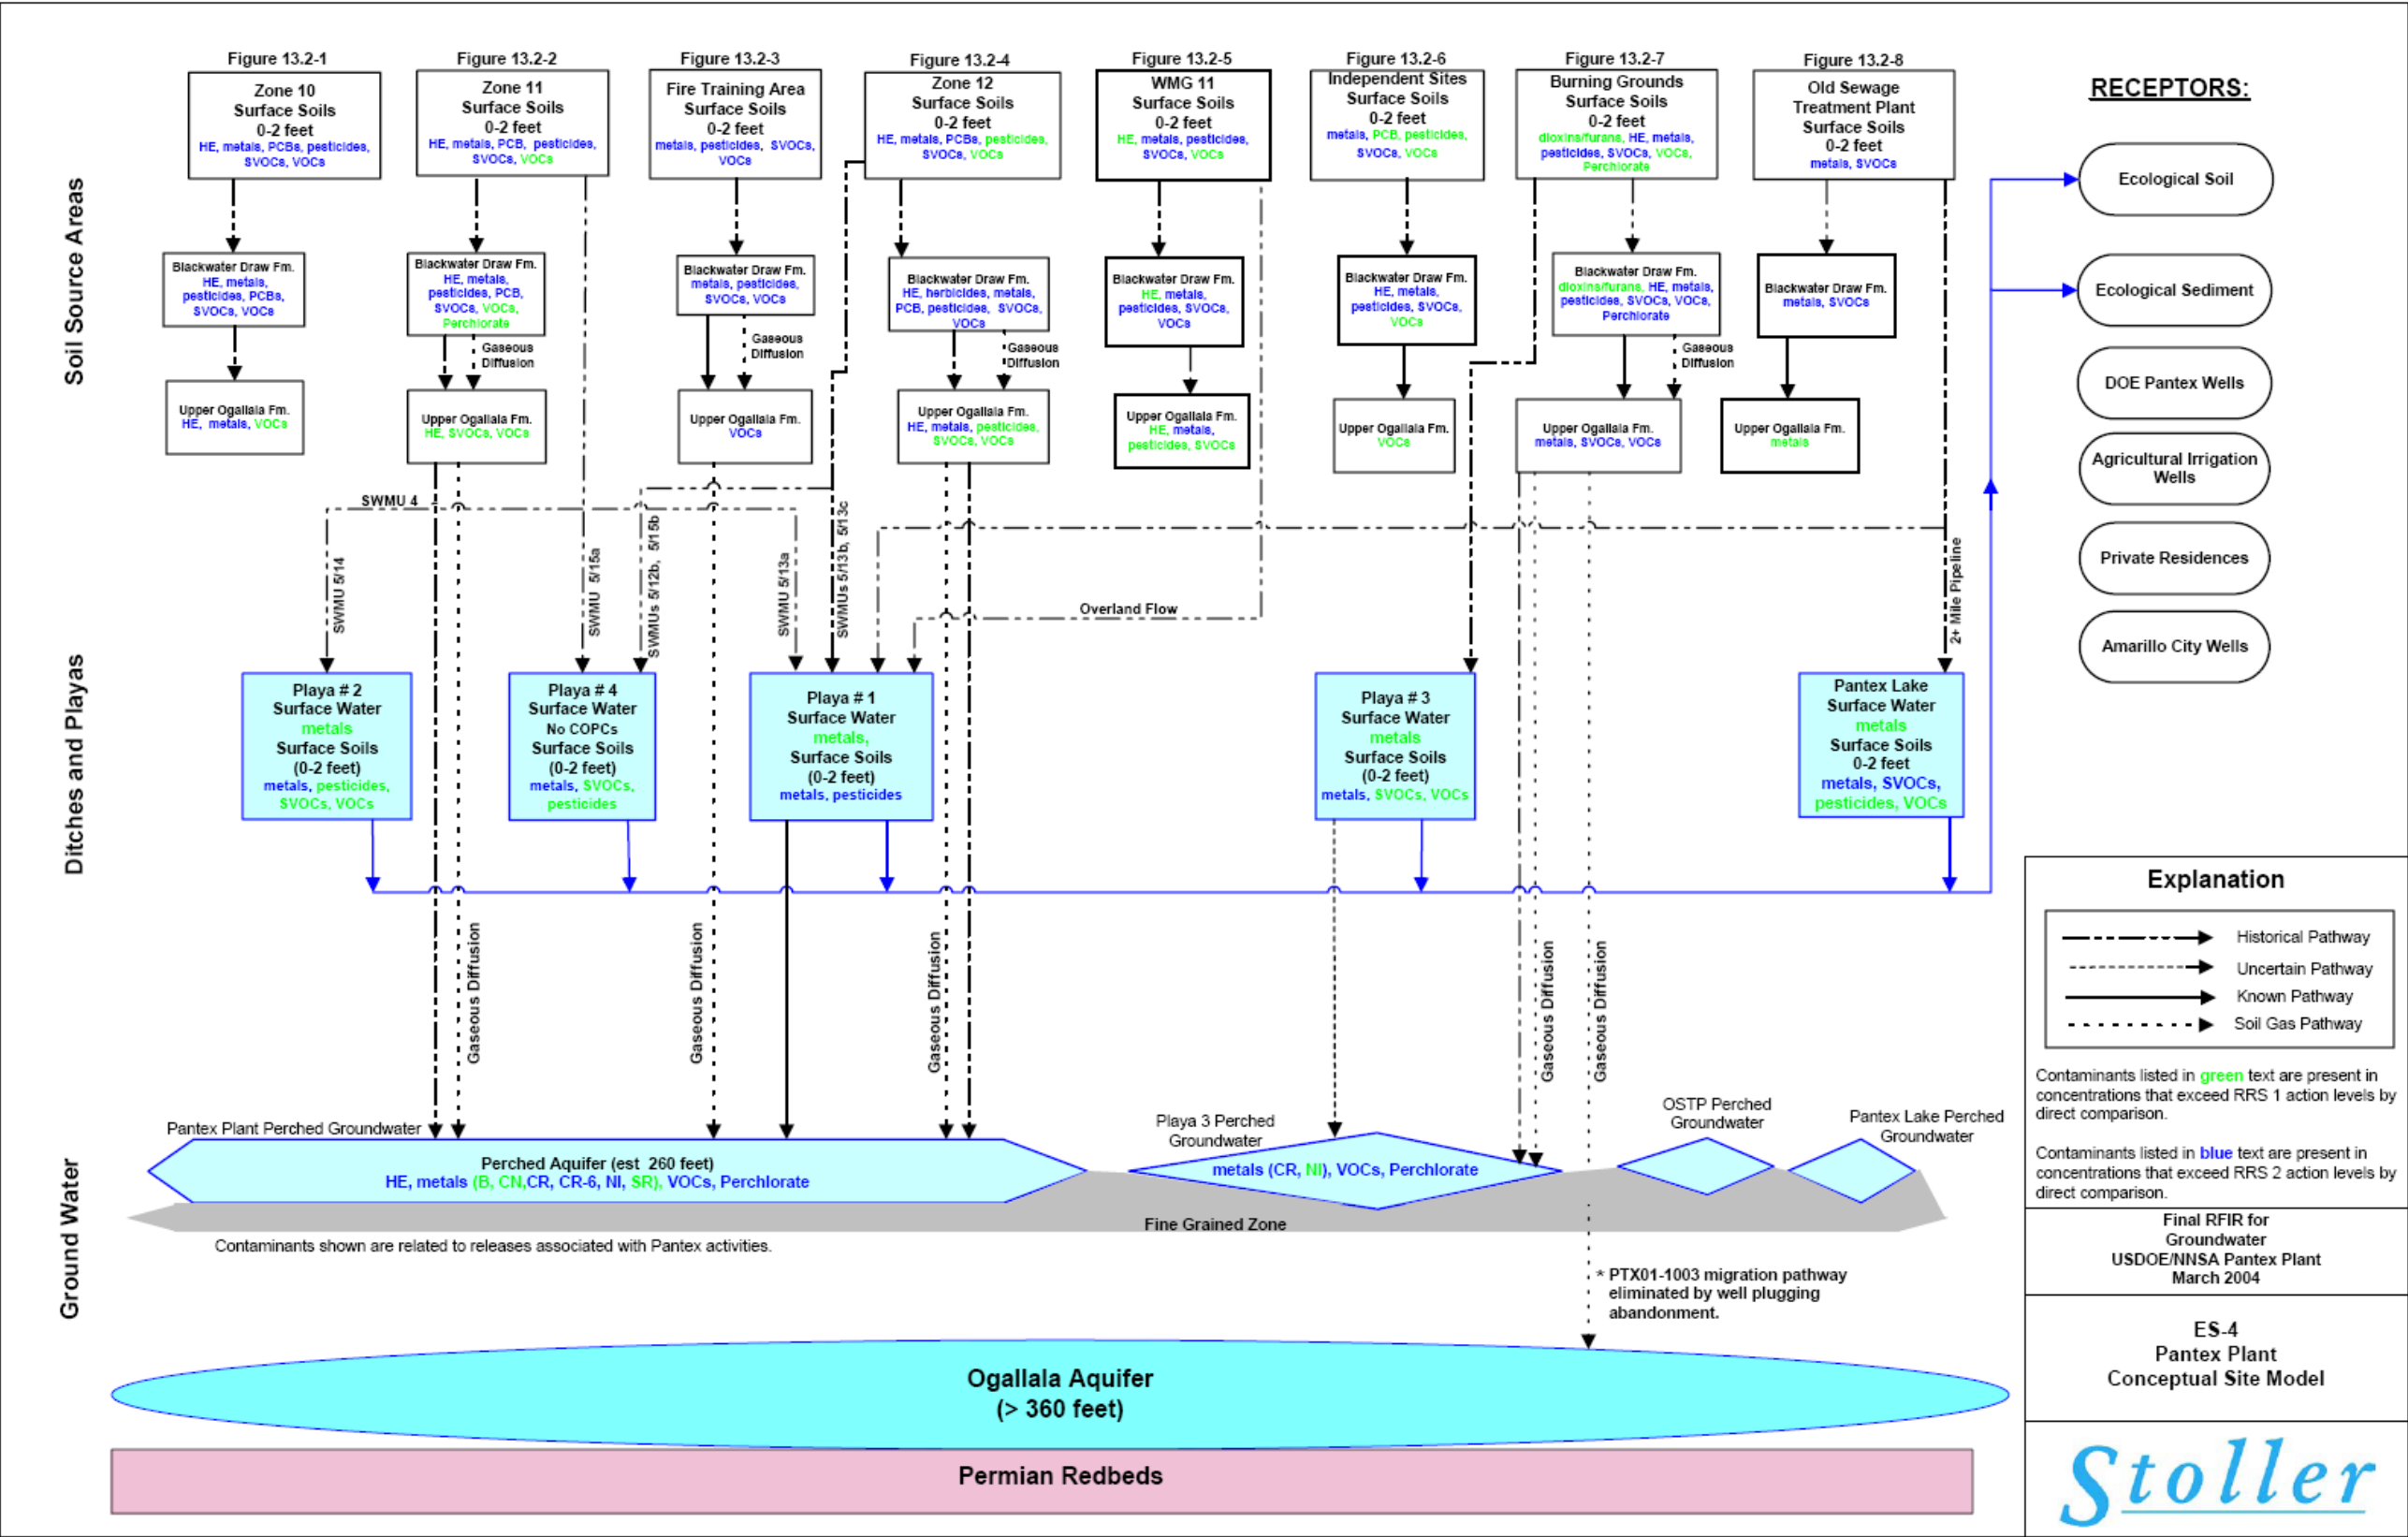 Figure 13.2-1
Zone 10
Surface Soils
0-2 feet
HE, metals, PCBs, pesticides,
SVOCs, VOCs
Figure 13.2-2
Zone 11
Surface Soils
0-2 feet
HE, metals, PCB, pesticides,
SVOCs, VOCs
Figure 13.2-3
Fire Training Area
Surface Soils
0-2 feet
metals, pesticides, SVOCs,
VOCs
Figure 13.2-4
Zone 12
Surface Soils
0-2 feet
HE, metals, PCBs, pesticides,
SVOCs, VOCs
Figure 13.2-5
WMG 11
Surface Soils
0-2 feet
HE, metals, pesticides,
SVOCs, VOCs
Figure 13.2-6
Independent Sites
Surface Soils
0-2 feet
metals, PCB, pesticides,
SVOCs, VOCs
Figure 13.2-7
Burning Grounds
Surface Soils
0-2 feet
dioxins/furans, HE, metals,
pesticides, SVOCs, VOCs,
Perchlorate
Figure 13.2-8
Old Sewage
Treatment Plant
Surface Soils
0-2 feet
metals, SVOCs
RECEPTORS:
Ecological Soil
Ecological Sediment
DOE Pantex Wells
Agricultural Irrigation
Wells
Private Residences
Amarillo City Wells
Soil Source Areas
Blackwater Draw Fm.
HE, metals,
pesticides, PCBs,
SVOCs, VOCs
Blackwater Draw Fm.
HE, metals,
pesticides, PCB,
SVOCs, VOCs,
Perchlorate
Blackwater Draw Fm.
metals, pesticides,
SVOCs, VOCs
Blackwater Draw Fm.
HE, herbicides, metals,
PCB, pesticides, SVOCs,
VOCs
Blackwater Draw Fm.
HE, metals,
pesticides, SVOCs,
VOCs
Blackwater Draw Fm.
HE, metals,
pesticides, SVOCs,
VOCs
Blackwater Draw Fm.
dioxins/furans, HE, metals,
pesticides, SVOCs, VOCs,
Perchlorate
Blackwater Draw Fm.
metals, SVOCs
Gaseous
Diffusion
Gaseous
Diffusion
Gaseous
Diffusion
Gaseous
Diffusion
Upper Ogallala Fm.
HE, metals, VOCs
Upper Ogallala Fm.
HE, SVOCs, VOCs
Upper Ogallala Fm.
VOCs
Upper Ogallala Fm.
HE, metals, pesticides,
SVOCs, VOCs
Upper Ogallala Fm.
HE, metals,
pesticides, SVOCs
Upper Ogallala Fm.
VOCs
Upper Ogallala Fm.
metals, SVOCs, VOCs
Upper Ogallala Fm.
metals
SWMU 4
SWMU 5/14
SWMU 5/15a
SWMUs 5/12b, 5/15b
SWMU 5/13a
SWMUs 5/13b, 5/13c
Overland Flow
2+ Mile Pipeline
Ditches and Playas
Playa # 2
Surface Water
metals
Surface Soils
(0-2 feet)
metals, pesticides,
SVOCs, VOCs
Playa # 4
Surface Water
No COPCs
Surface Soils
(0-2 feet)
metals, SVOCs,
pesticides
Playa # 1
Surface Water
metals,
Surface Soils
(0-2 feet)
metals, pesticides
Playa # 3
Surface Water
metals
Surface Soils
(0-2 feet)
metals, SVOCs, VOCs
Pantex Lake
Surface Water
metals
Surface Soils
0-2 feet
metals, SVOCs,
pesticides, VOCs
Gaseous Diffusion
Gaseous Diffusion
Gaseous Diffusion
Gaseous Diffusion
Gaseous Diffusion
Ground Water
Pantex Plant Perched Groundwater
Perched Aquifer (est 260 feet)
HE, metals (B, CN,CR, CR-6, NI, SR), VOCs, Perchlorate
Playa 3 Perched
Groundwater
metals (CR, NI), VOCs, Perchlorate
OSTP Perched
Groundwater
Pantex Lake Perched
Groundwater
Fine Grained Zone
Contaminants shown are related to releases associated with Pantex activities.
* PTX01-1003 migration pathway
eliminated by well plugging
abandonment.
Ogallala Aquifer
(> 360 feet)
Permian Redbeds
Explanation
Historical Pathway
Uncertain Pathway
Known Pathway
Soil Gas Pathway
Contaminants listed in green text are present in
concentrations that exceed RRS 1 action levels by
direct comparison.
Contaminants listed in blue text are present in
concentrations that exceed RRS 2 action levels by
direct comparison.
Final RFIR for
Groundwater
USDOE/NNSA Pantex Plant
March 2004
ES-4
Pantex Plant
Conceptual Site Model
Stoller